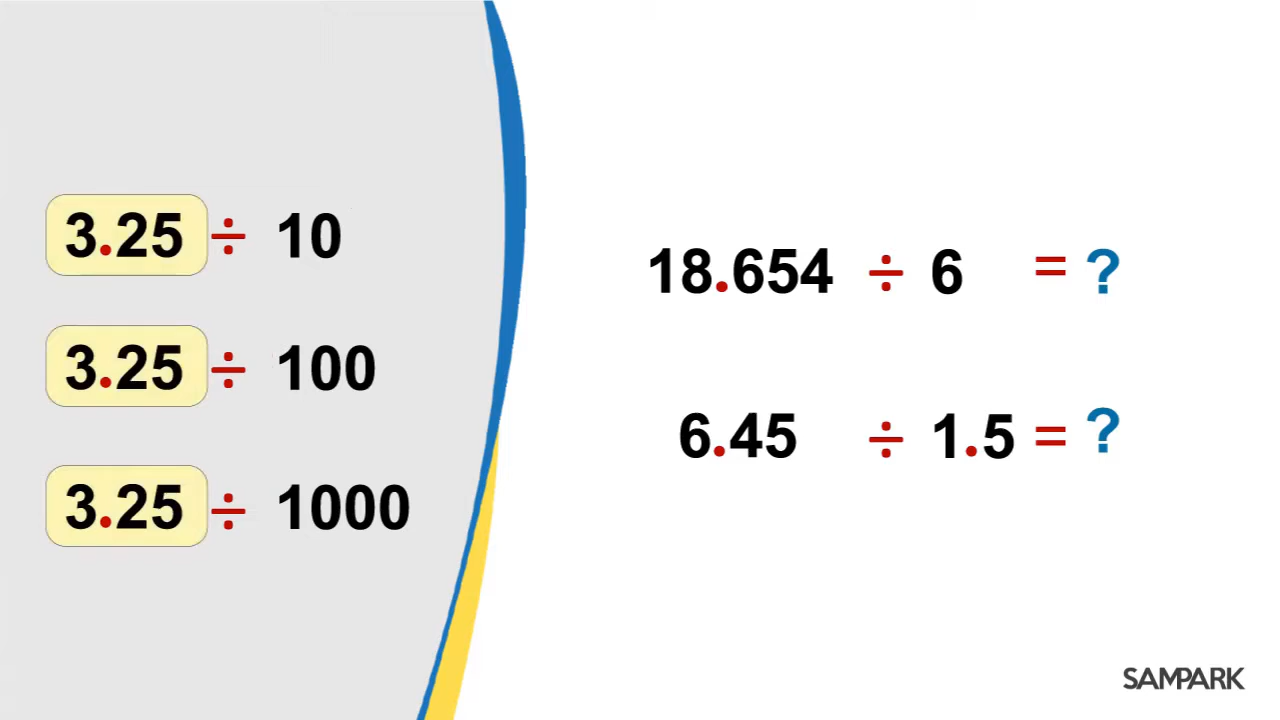 3.25 ÷ 10
3.25 ÷ 100
3.25 ÷ 1000
18.654 ÷ 6 = ?
6.45 ÷ 1.5 = ?
SAMPARK